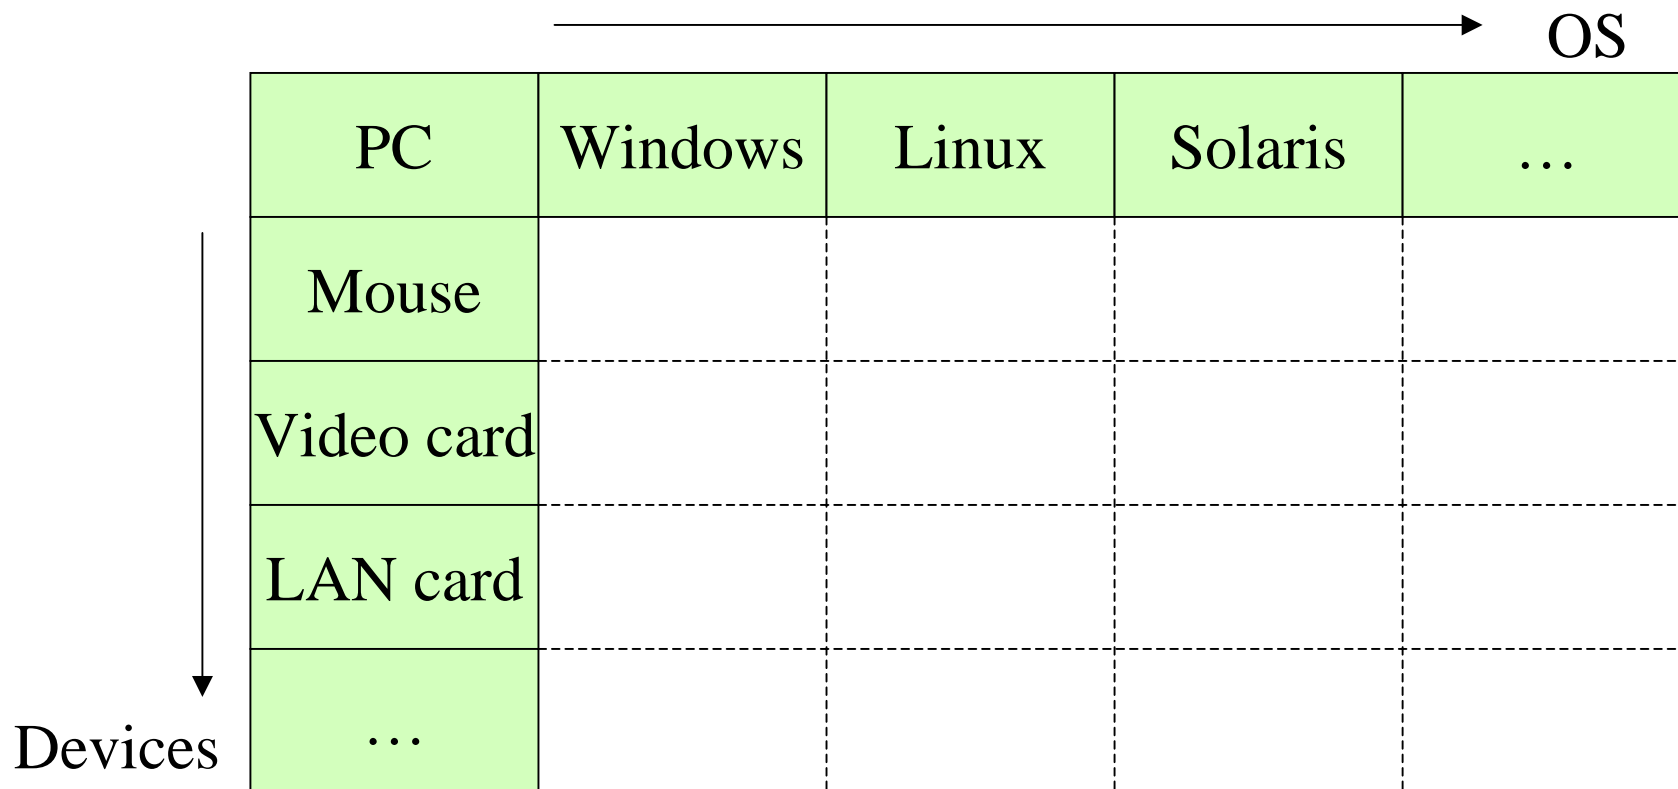 OS
PC Windows Linux Solaris …
Mouse
Video card
LAN card
…
Devices